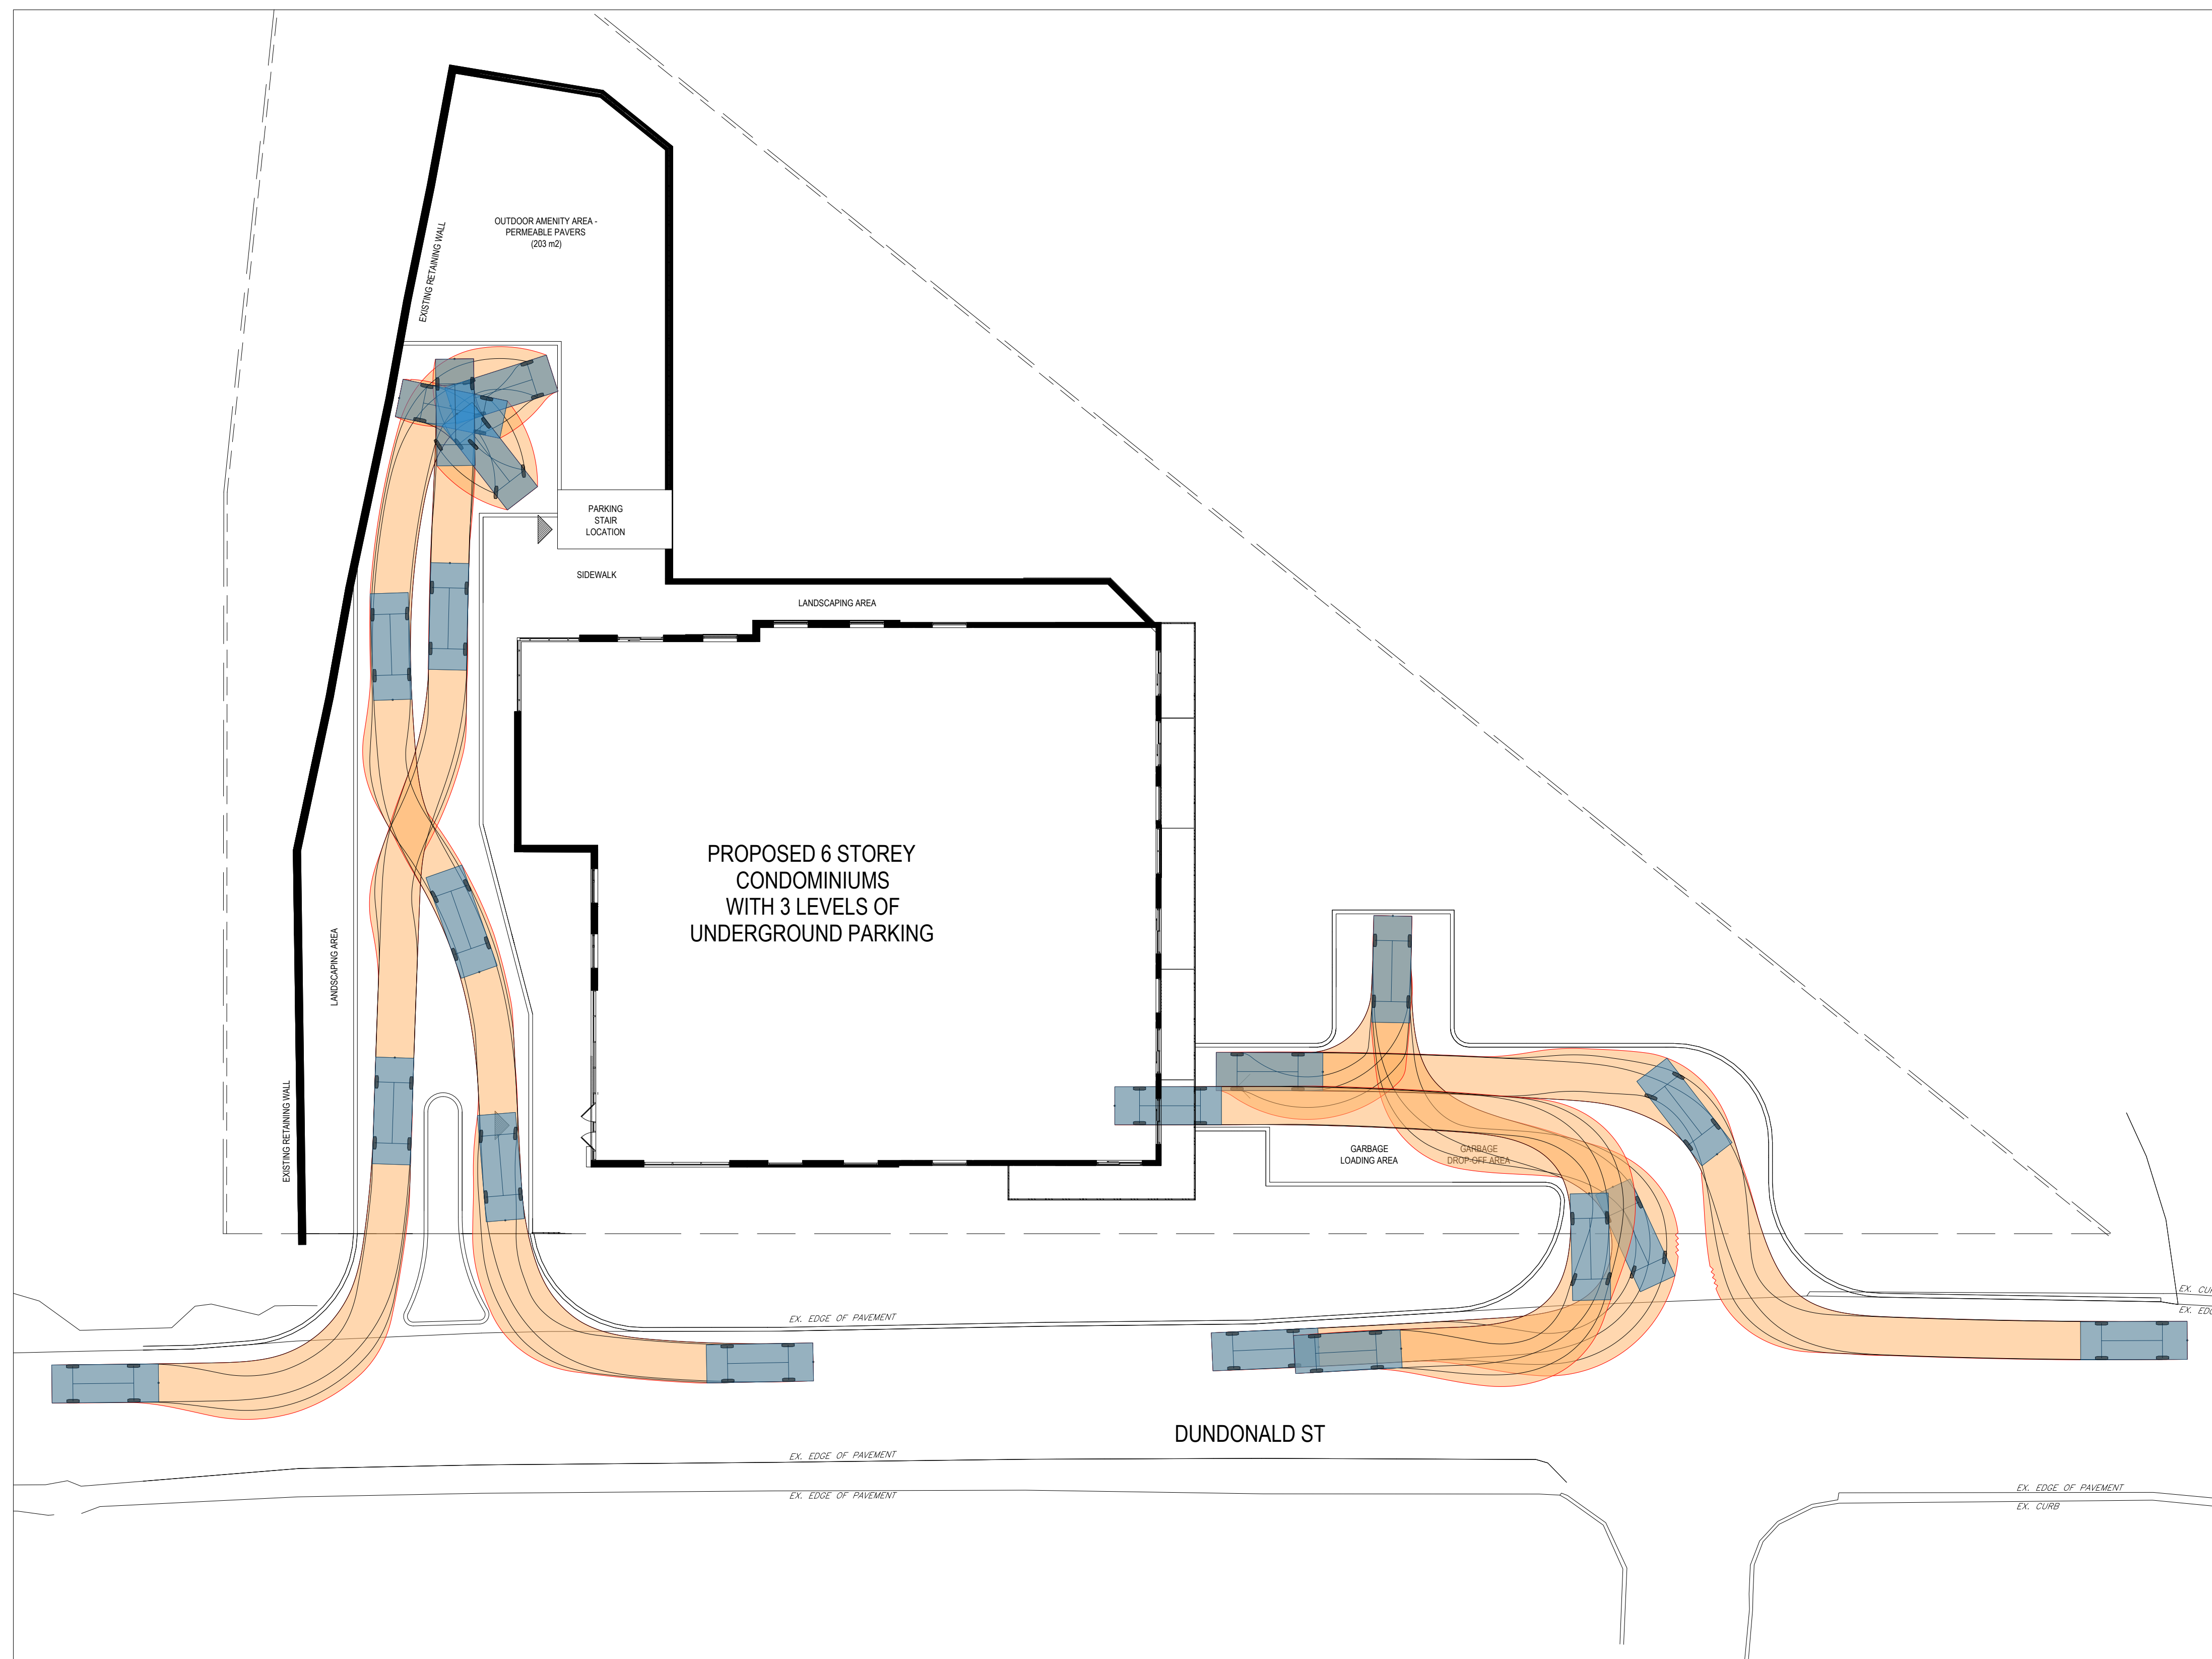 OUTDOOR AMENITY AREA -
PERMEABLE PAVERS
(203 m2)
EXISTING RETAINING WALL
PARKING
STAIR
LOCATION
SIDEWALK
LANDSCAPING AREA
PROPOSED 6 STOREY
CONDOMINIUMS
WITH 3 LEVELS OF
UNDERGROUND PARKING
LANDSCAPING AREA
EXISTING RETAINING WALL
GARBAGE
LOADING AREA
GARBAGE
DROP-OFF AREA
EX. EDGE OF PAVEMENT
EX.
EX.
DUNDONALD ST
EX. EDGE OF PAVEMENT
EX. EDGE OF PAVEMENT
EX. EDGE OF PAVEMENT
EX. CURB